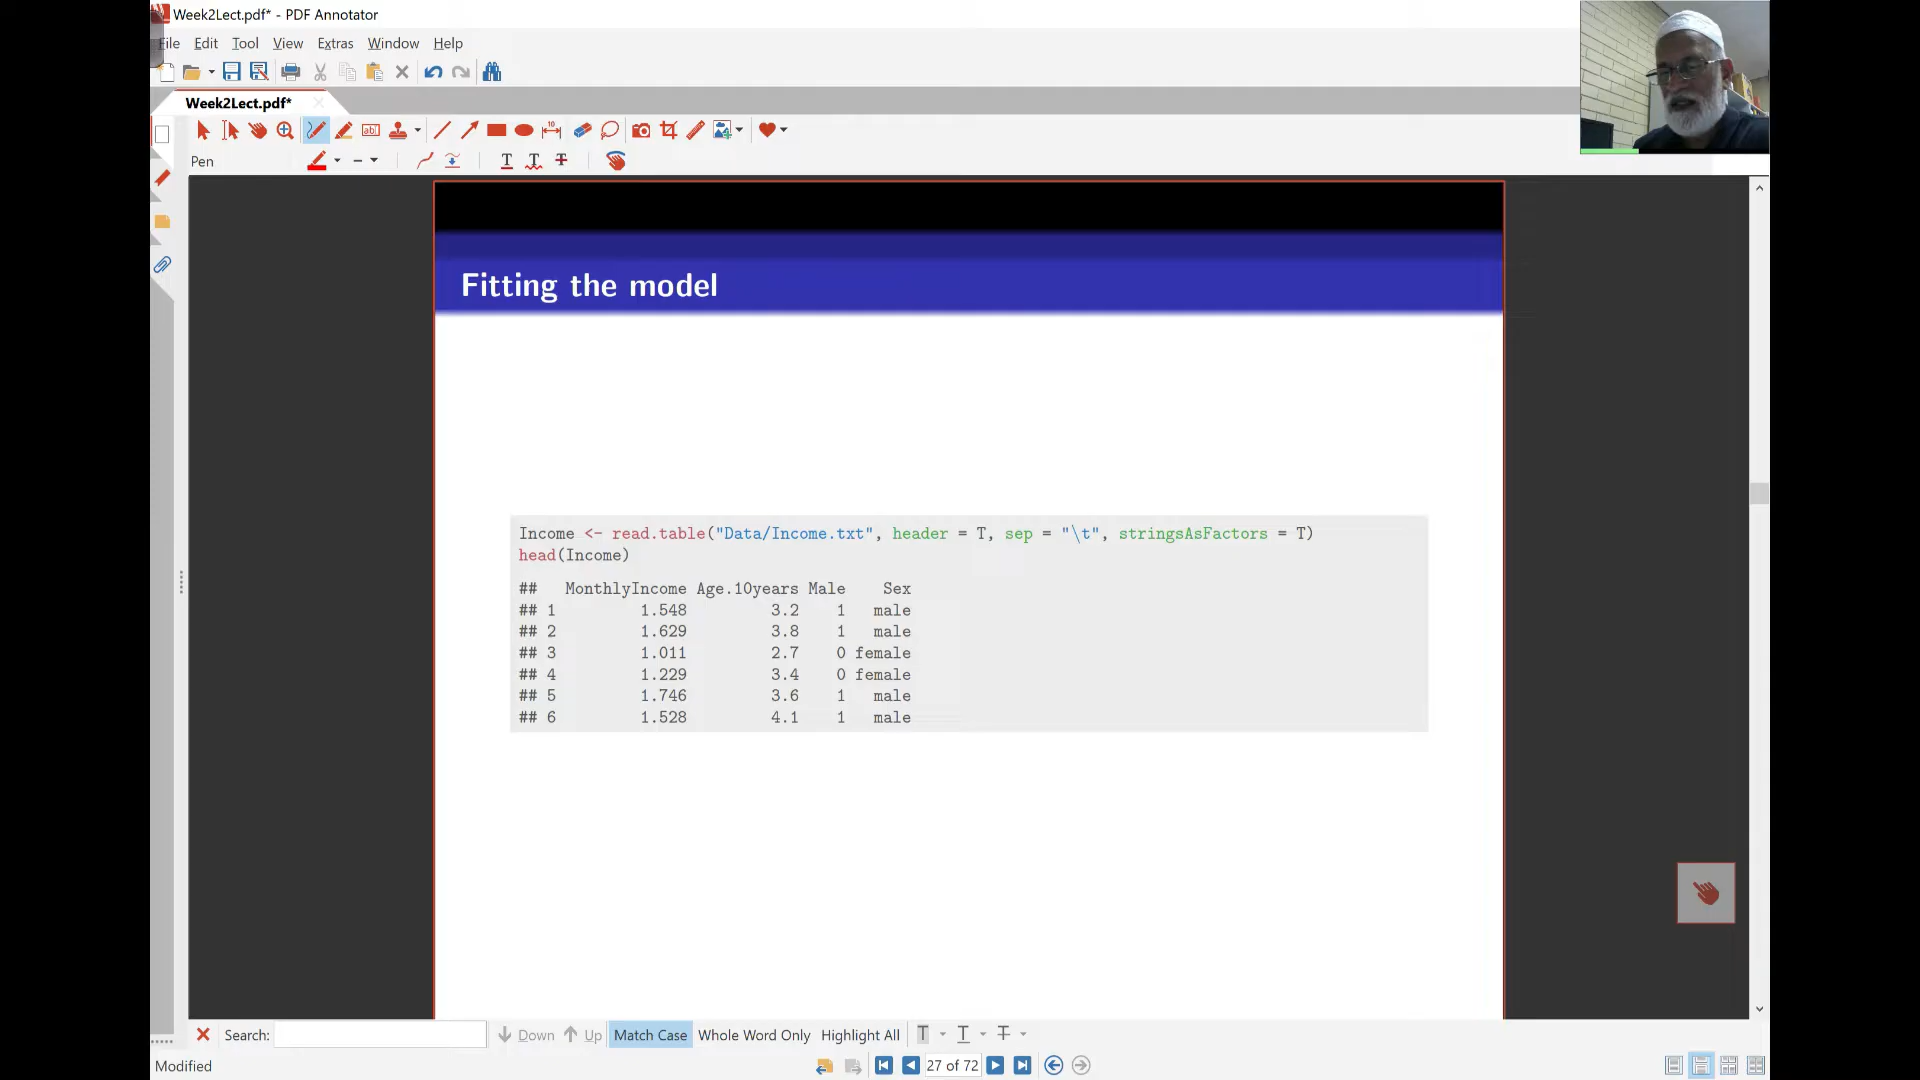 Week2Lect.pdf* - PDF Annotator
File Edit Tool View Extras Window Help
Week2Lect.pdf*
Pen
Fitting the model
Income <- read.table("Data/Income.txt", header = T, sep = "\t", stringsAsFactors = T)
head(Income)
## MonthlyIncome Age.10years Male Sex
## 1 1.548 3.2 1 male
## 2 1.629 3.8 1 male
## 3 1.011 2.7 0 female
## 4 1.229 3.4 0 female
## 5 1.746 3.6 1 male
## 6 1.528 4.1 1 male
Search: Down Up Match Case Whole Word Only Highlight All
Modified 27 of 72